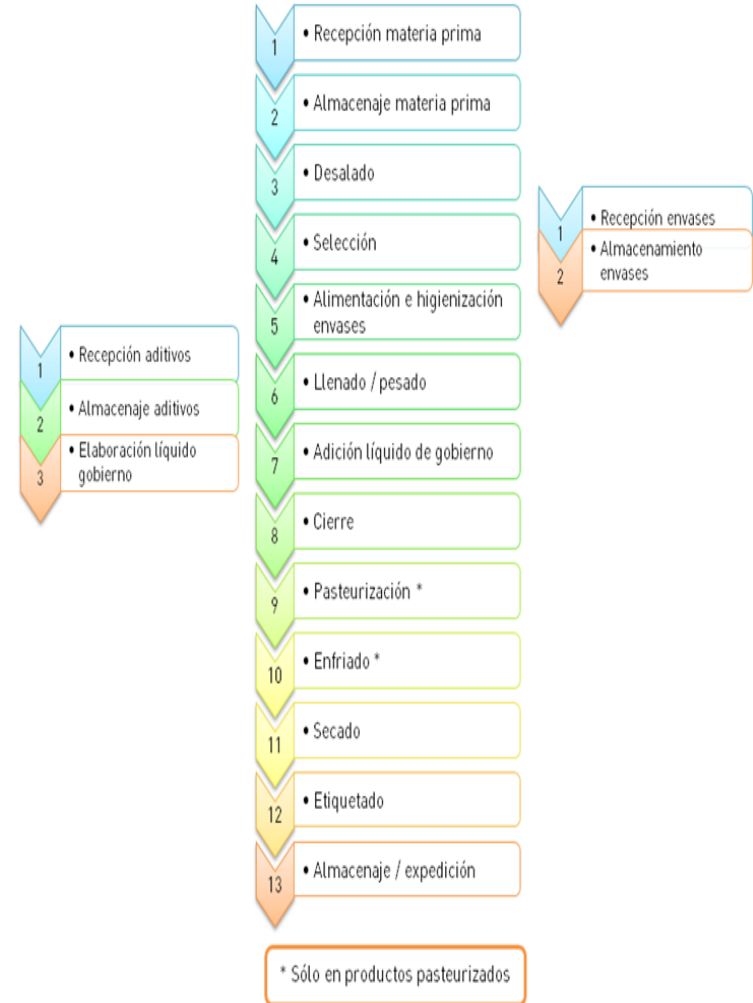 1
• Recepción materia prima
2
• Almacenaje materia prima
3
• Desalado
4
• Selección
5
• Alimentación e higienización
envases
6
• Llenado / pesado
7
• Adición líquido de gobierno
8
• Cierre
9
• Pasteurización *
10
• Enfriado *
11
• Secado
12
• Etiquetado
13
• Almacenaje / expedición
1
• Recepción aditivos
2
• Almacenaje aditivos
3
• Elaboración líquido
gobierno
1
• Recepción envases
2
• Almacenamiento
envases
* Sólo en productos pasteurizados